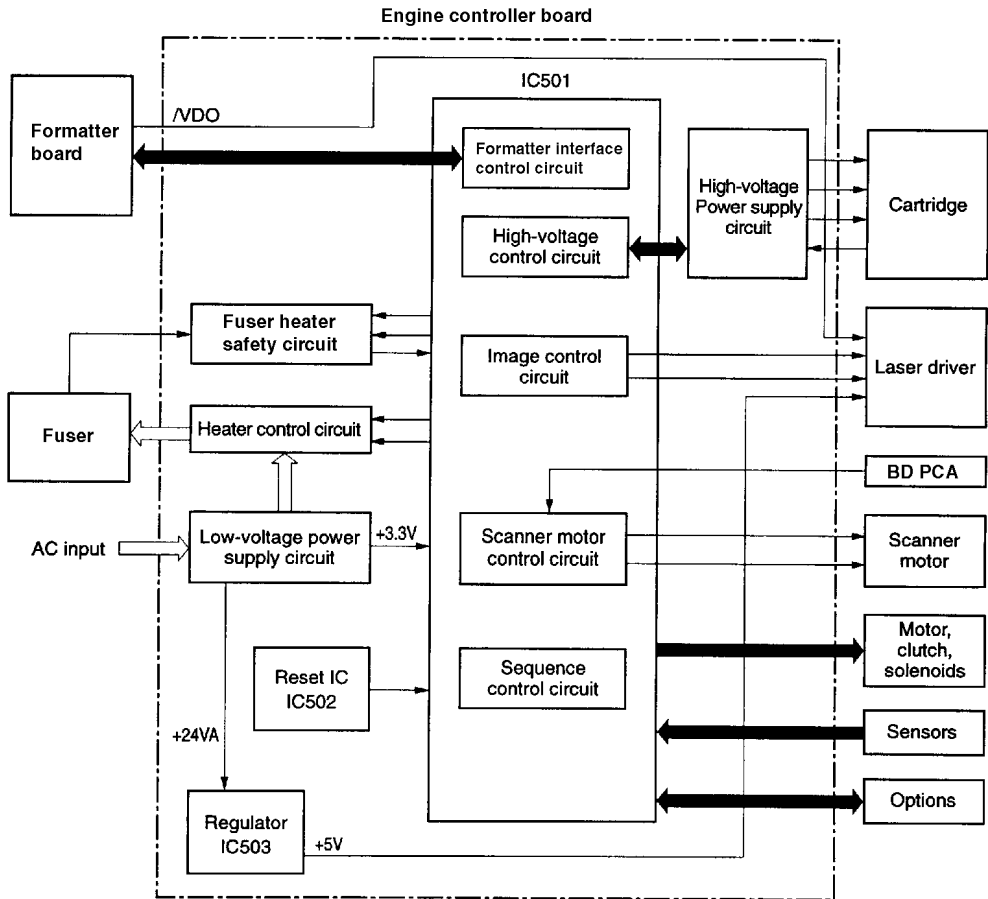 Engine controller board
IC501
/VDO
Formatter
board
Formatter interface
control circuit
High-voltage
Power supply
circuit
Cartridge
High-voltage
control circuit
Fuser heater
safety circuit
Image control
circuit
Laser driver
Fuser
Heater control circuit
BD PCA
AC input
Low-voltage power
supply circuit
+3.3V
Scanner motor
control circuit
Scanner
motor
Motor,
clutch,
solenoids
Reset IC
IC502
Sequence
control circuit
+24VA
Sensors
Options
Regulator
IC503
+5V